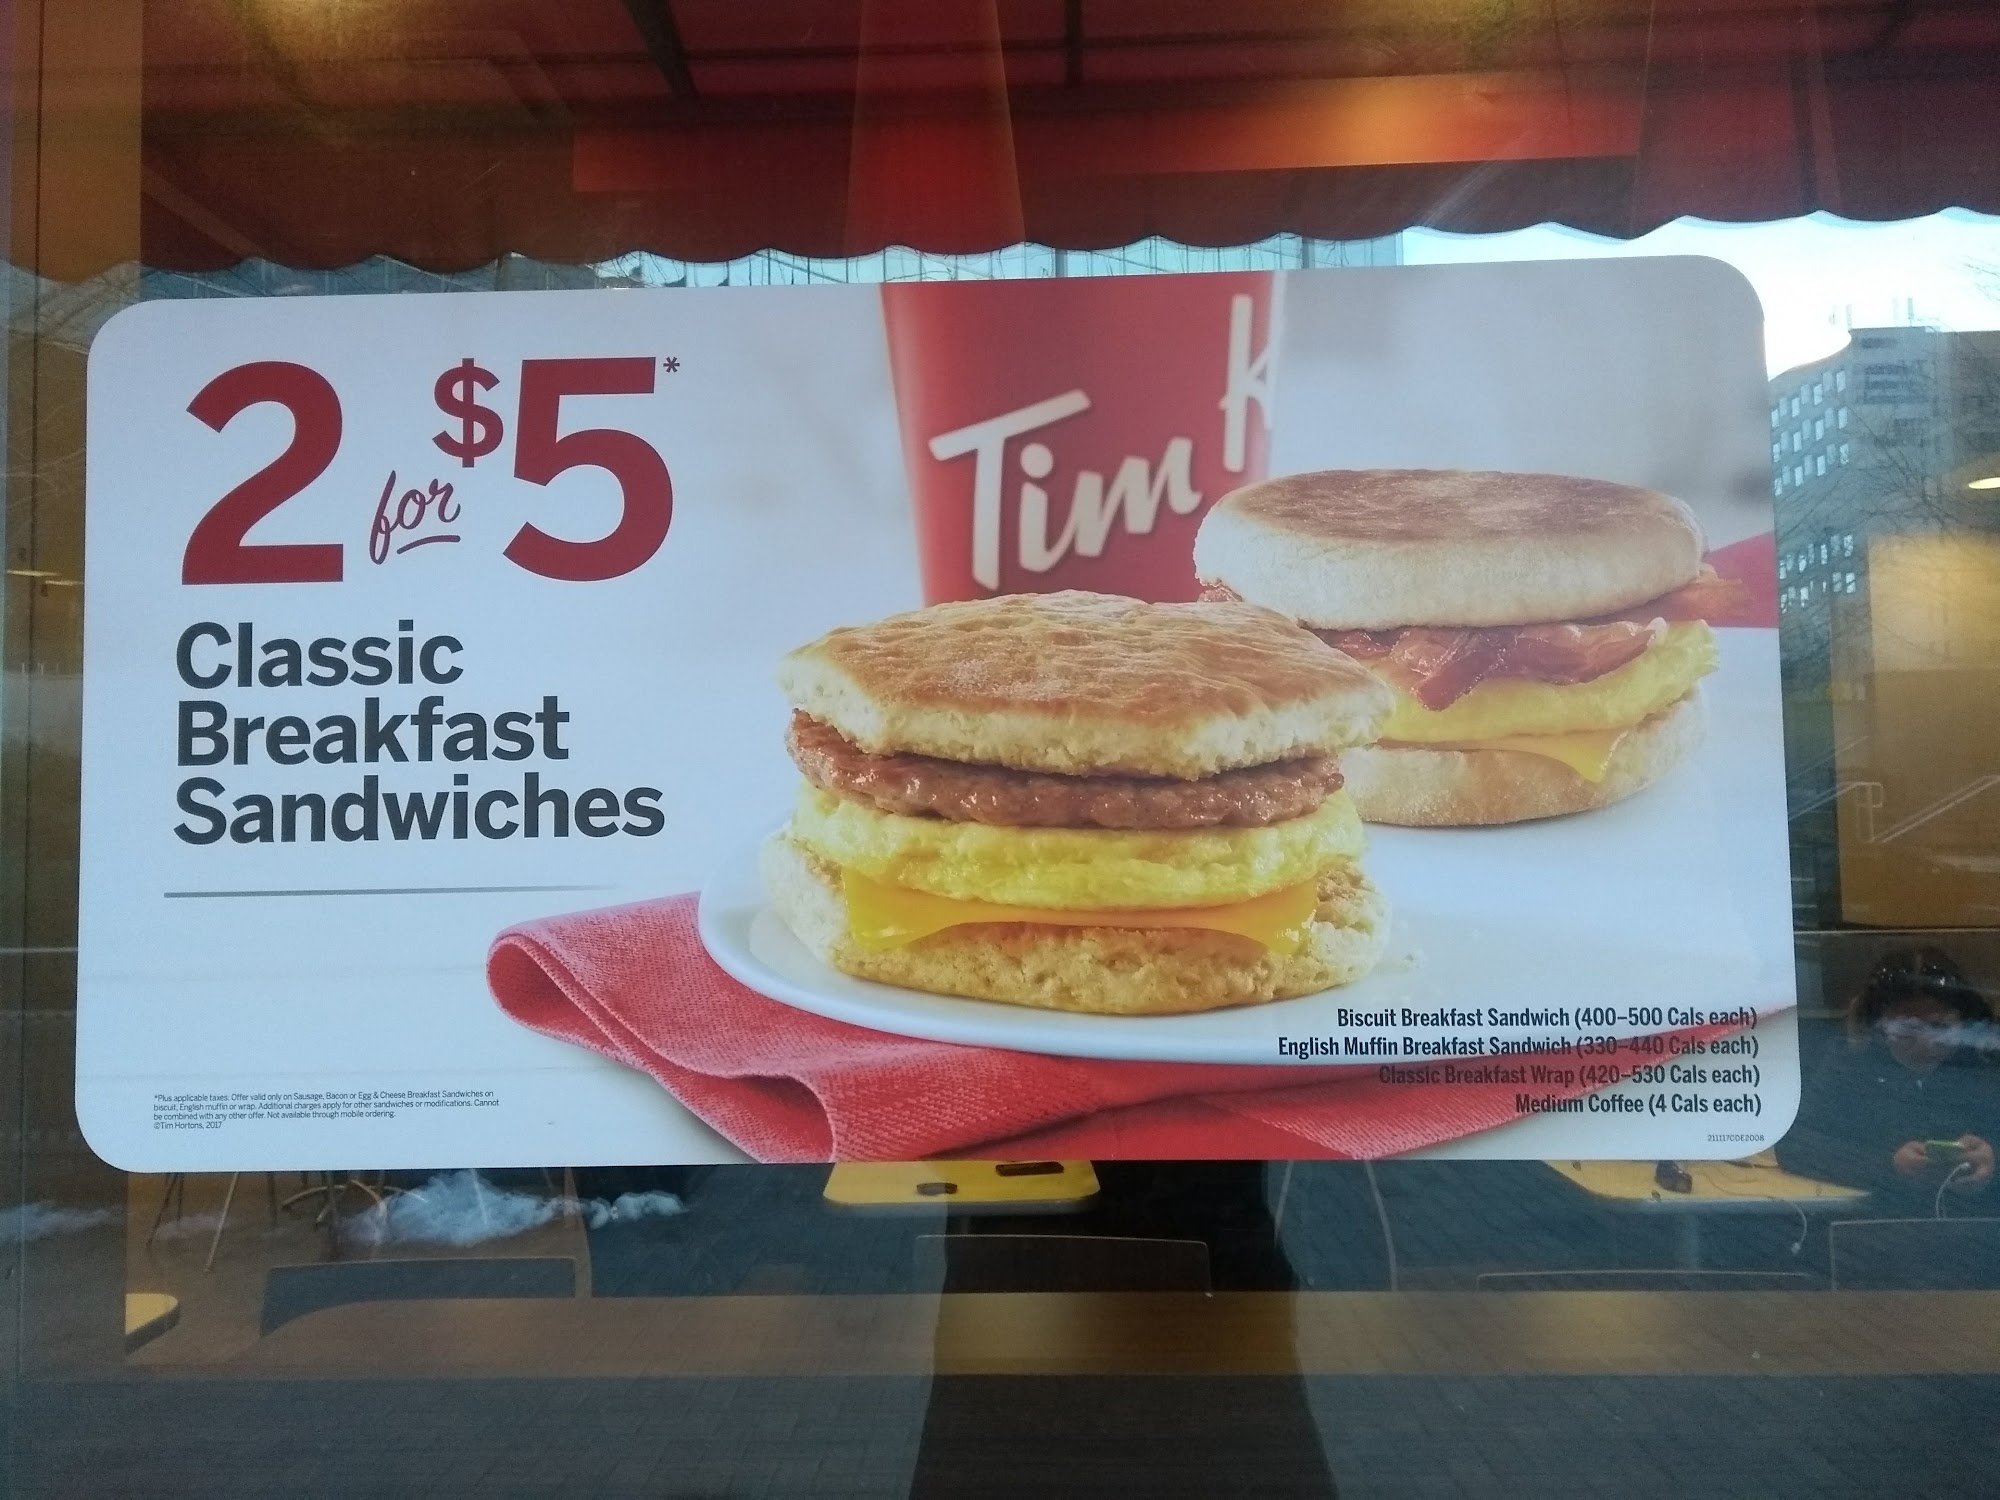 2 for $5*
Classic
Breakfast
Sandwiches
Tim H
Biscuit Breakfast Sandwich (400–500 Cals each)
English Muffin Breakfast Sandwich (330–440 Cals each)
Classic Breakfast Wrap (420–530 Cals each)
Medium Coffee (4 Cals each)
*Plus applicable taxes. Offer valid only on Sausage, Bacon or Egg & Cheese Breakfast Sandwiches on
biscuit, English muffin or wrap. Additional charges apply for other sandwiches or modifications. Cannot
be combined with any other offer. Not available through mobile ordering.
©Tim Hortons, 2017
211117CDE2008